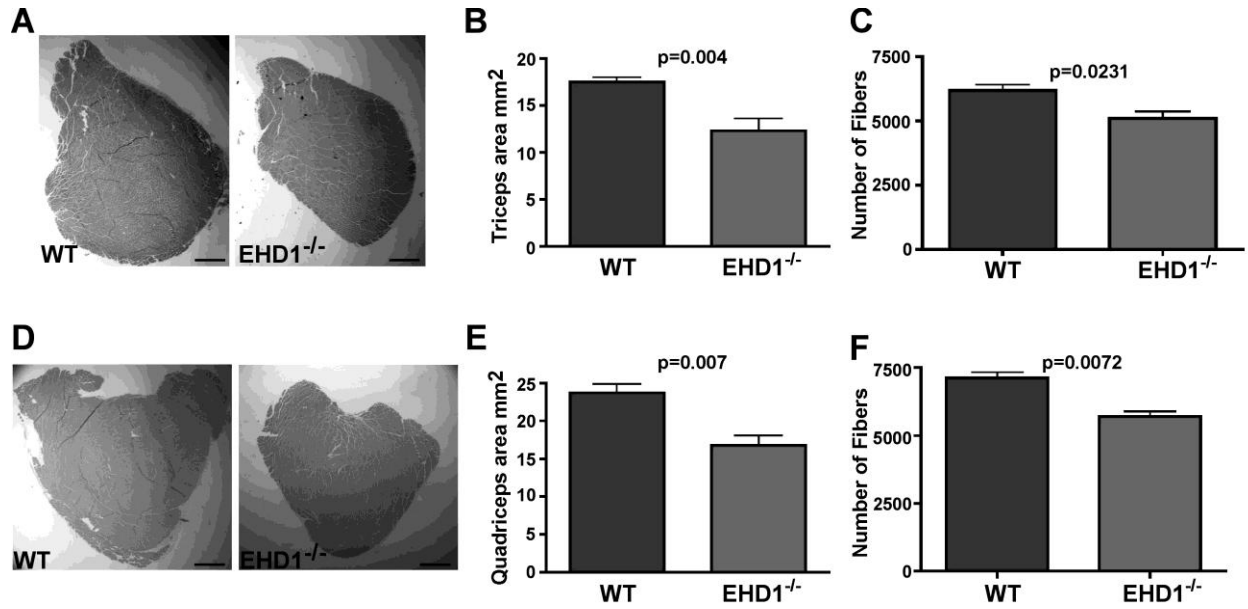 A
WT
EHD1-/-
B
p=0.004
Triceps area mm2
20
15
10
5
0
WT
EHD1-/-
C
p=0.0231
Number of Fibers
7500
5000
2500
0
WT
EHD1-/-
D
WT
EHD1-/-
E
p=0.007
Quadriceps area mm2
25
20
15
10
5
0
WT
EHD1-/-
F
p=0.0072
Number of Fibers
7500
5000
2500
0
WT
EHD1-/-